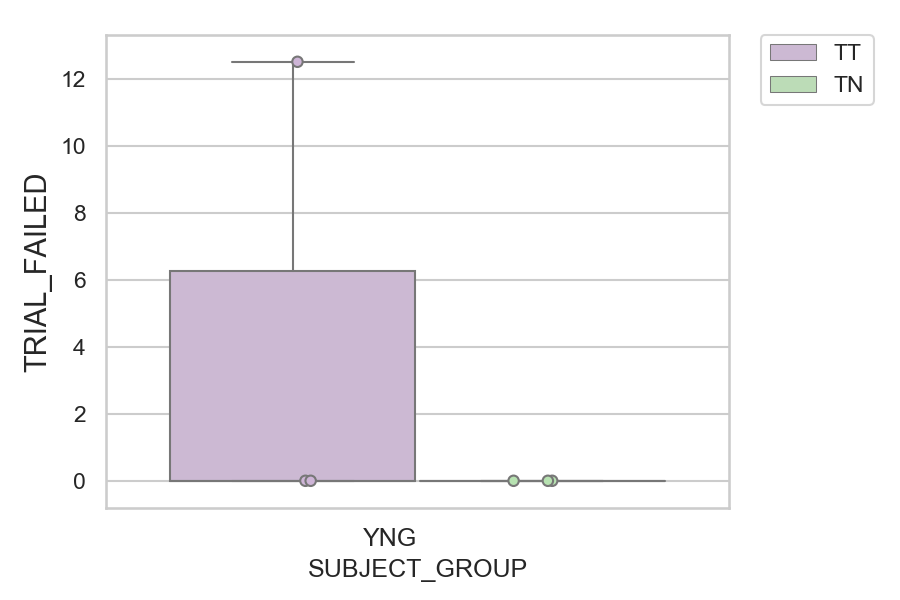 TRIAL_FAILED
12
10
8
6
4
2
0
YNG
SUBJECT_GROUP
TT
TN